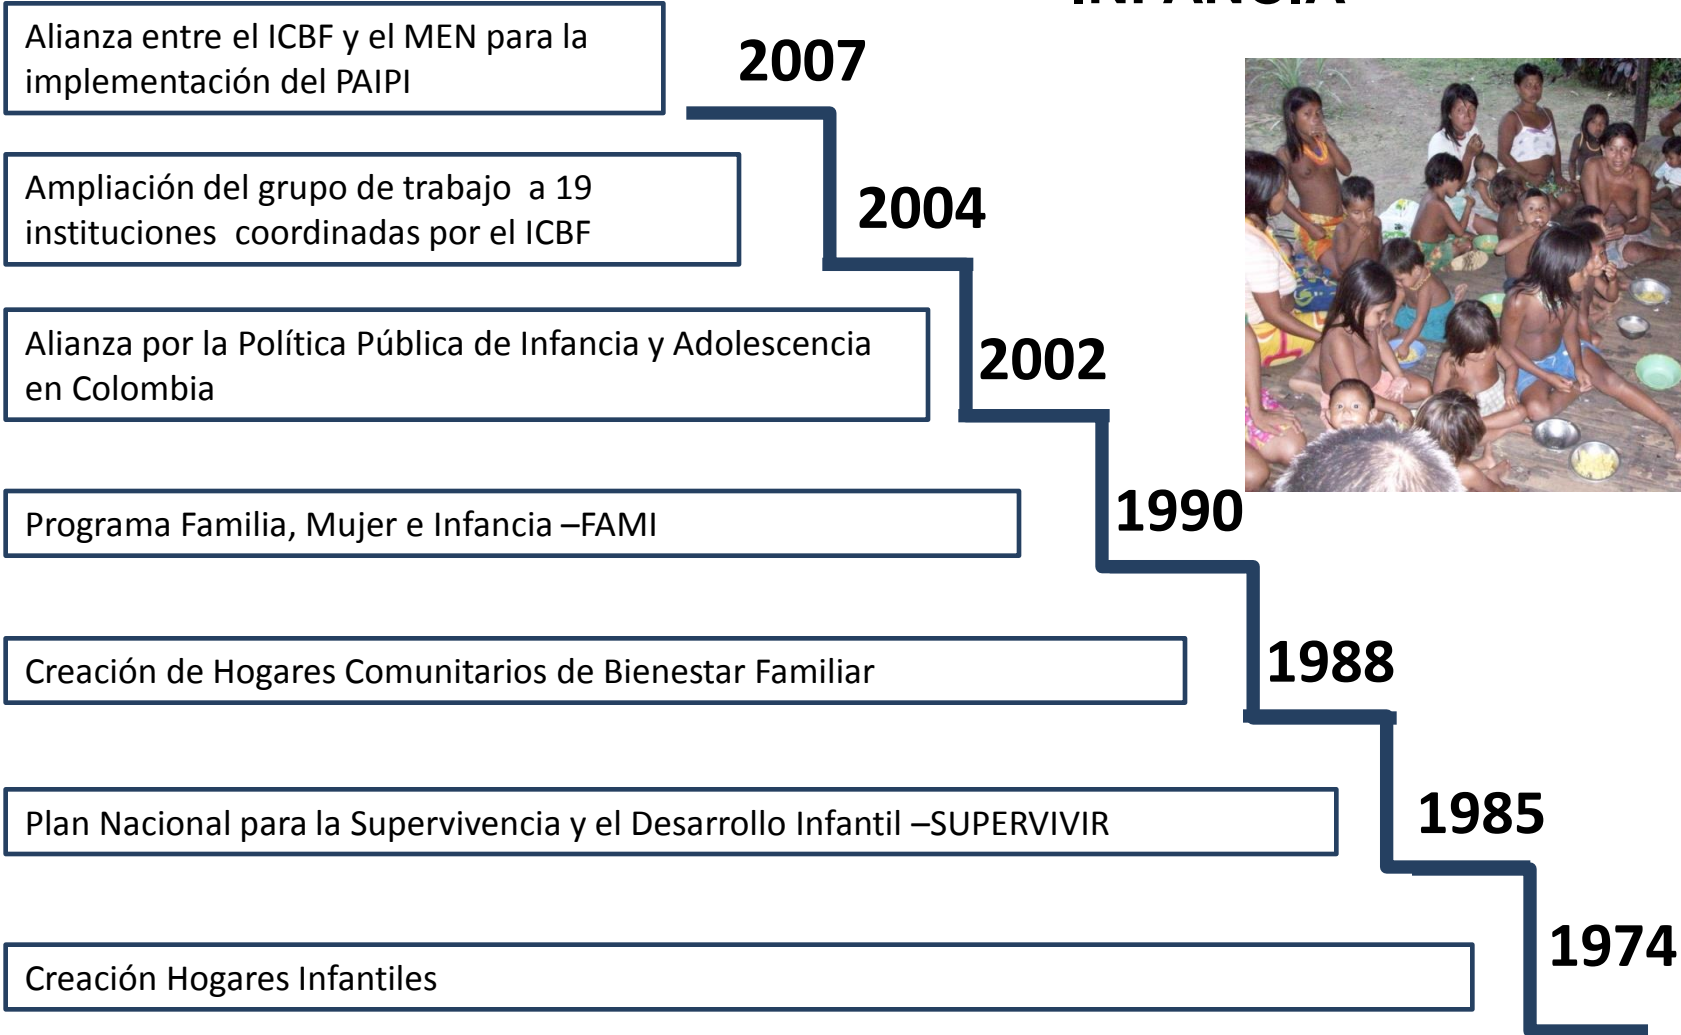 INFANCIA
Alianza entre el ICBF y el MEN para la
implementación del PAIPI
2007
Ampliación del grupo de trabajo  a 19
instituciones  coordinadas por el ICBF
2004
Alianza por la Política Pública de Infancia y Adolescencia
en Colombia
2002
Programa Familia, Mujer e Infancia –FAMI
1990
Creación de Hogares Comunitarios de Bienestar Familiar
1988
Plan Nacional para la Supervivencia y el Desarrollo Infantil –SUPERVIVIR
1985
Creación Hogares Infantiles
1974